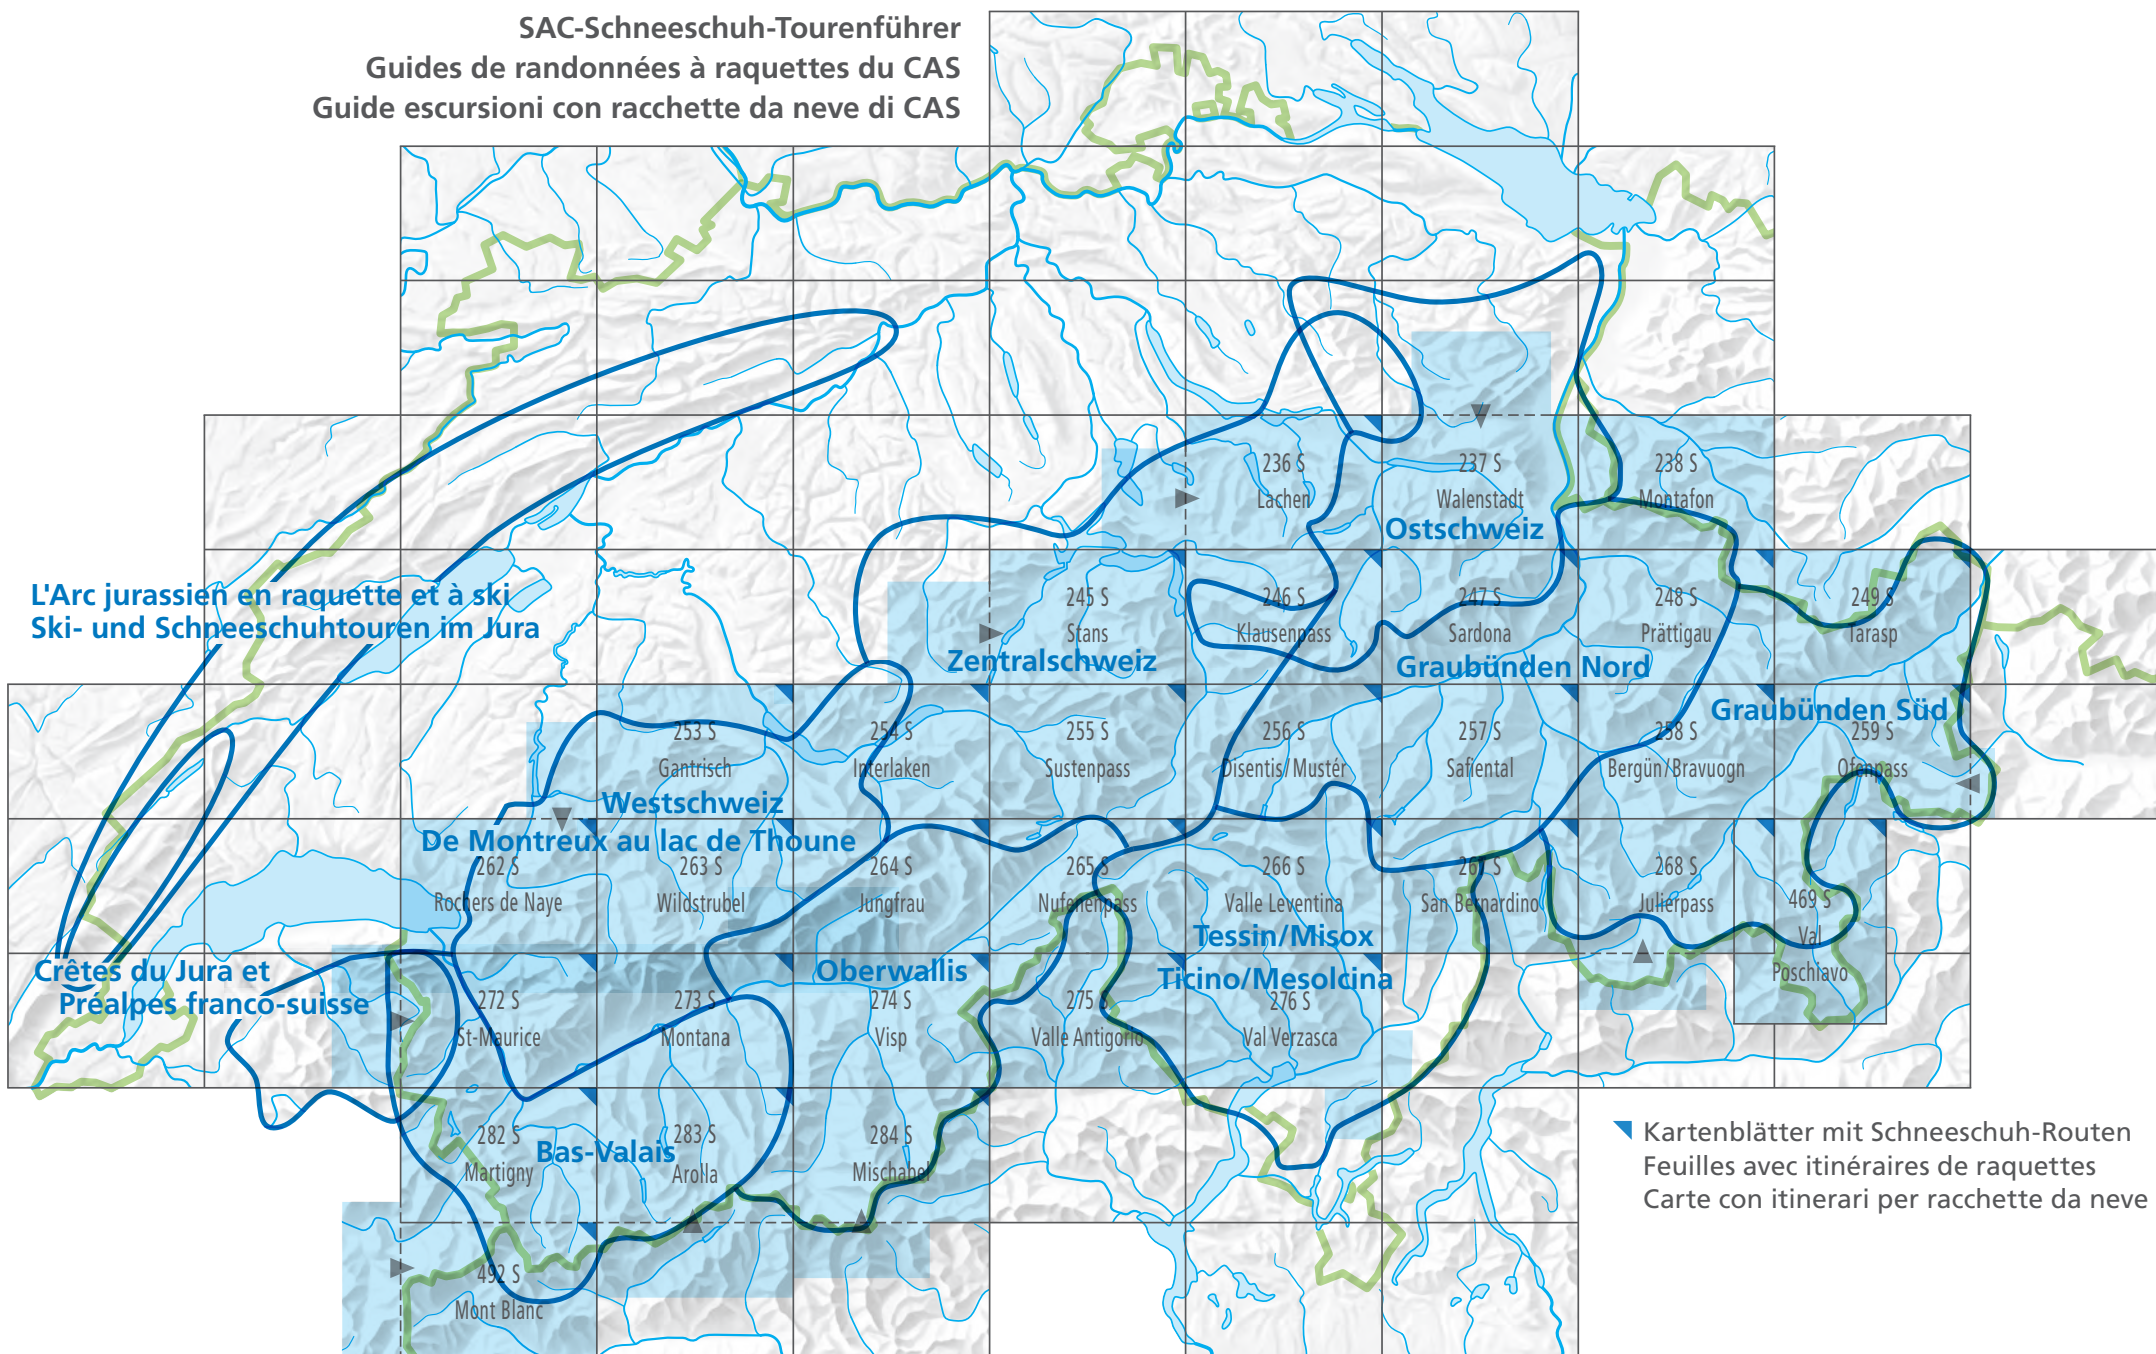 SAC-Schneeschuh-Tourenführer
Guides de randonnées à raquettes du CAS
Guide escursioni con racchette da neve di CAS
236 S
Lachen
237 S
Walenstadt
238 S
Montafon
Ostschweiz
L'Arc jurassien en raquette et à ski
Ski- und Schneeschuhtouren im Jura
245 S
Stans
246 S
Klausenpass
247 S
Sardona
248 S
Prättigau
249 S
Tarasp
Zentralschweiz
Graubünden Nord
Graubünden Süd
253 S
Gantrisch
254 S
Interlaken
255 S
Sustenpass
256 S
Disentis/Mustér
257 S
Safiental
258 S
Bergün/Bravuogn
259 S
Ofenpass
Westschweiz
De Montreux au lac de Thoune
262 S
Rochers de Naye
263 S
Wildstrubel
264 S
Jungfrau
265 S
Nufenenpass
266 S
Valle Leventina
267 S
San Bernardino
268 S
Julierpass
469 S
Val
Poschiavo
Tessin/Misox
Ticino/Mesolcina
Oberwallis
Crêtes du Jura et
Préalpes franco-suisse
272 S
St-Maurice
273 S
Montana
274 S
Visp
275 S
Valle Antigorio
276 S
Val Verzasca
282 S
Martigny
Bas-Valais
283 S
Arolla
284 S
Mischabel
492 S
Mont Blanc
Kartenblätter mit Schneeschuh-Routen
Feuilles avec itinéraires de raquettes
Carte con itinerari per racchette da neve